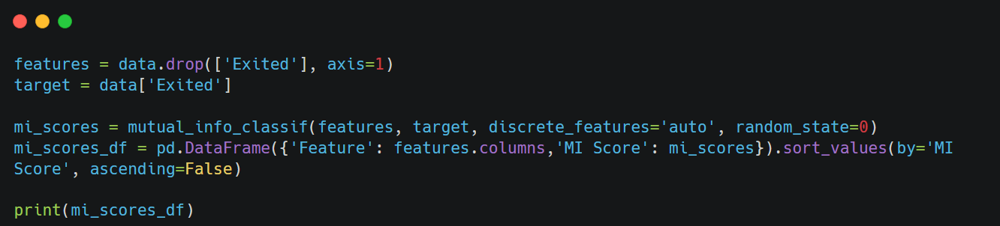 features = data.drop(['Exited'], axis=1)
target = data['Exited']
mi_scores = mutual_info_classif(features, target, discrete_features='auto', random_state=0)
mi_scores_df = pd.DataFrame({'Feature': features.columns,'MI Score': mi_scores}).sort_values(by='MI
Score', ascending=False)
print(mi_scores_df)